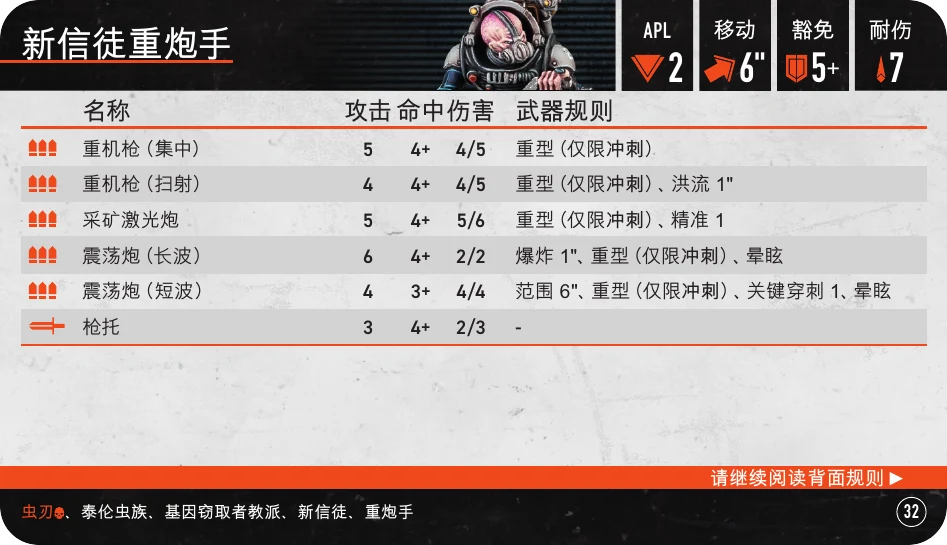 新信徒重炮手
APL 移动 豁免 耐伤
2 6" 5+ 7
名称 攻击 命中 伤害 武器规则
重机枪（集中） 5 4+ 4/5 重型（仅限冲刺）
重机枪（扫射） 4 4+ 4/5 重型（仅限冲刺）、洪流 1"
采矿激光炮 5 4+ 5/6 重型（仅限冲刺）、精准 1
震荡炮（长波） 6 4+ 2/2 爆炸 1"、重型（仅限冲刺）、晕眩
震荡炮（短波） 4 3+ 4/4 范围 6"、重型（仅限冲刺）、关键穿刺 1、晕眩
枪托 3 4+ 2/3 -
请继续阅读背面规则 ▶
虫刃、泰伦虫族、基因窃取者教派、新信徒、重炮手
32